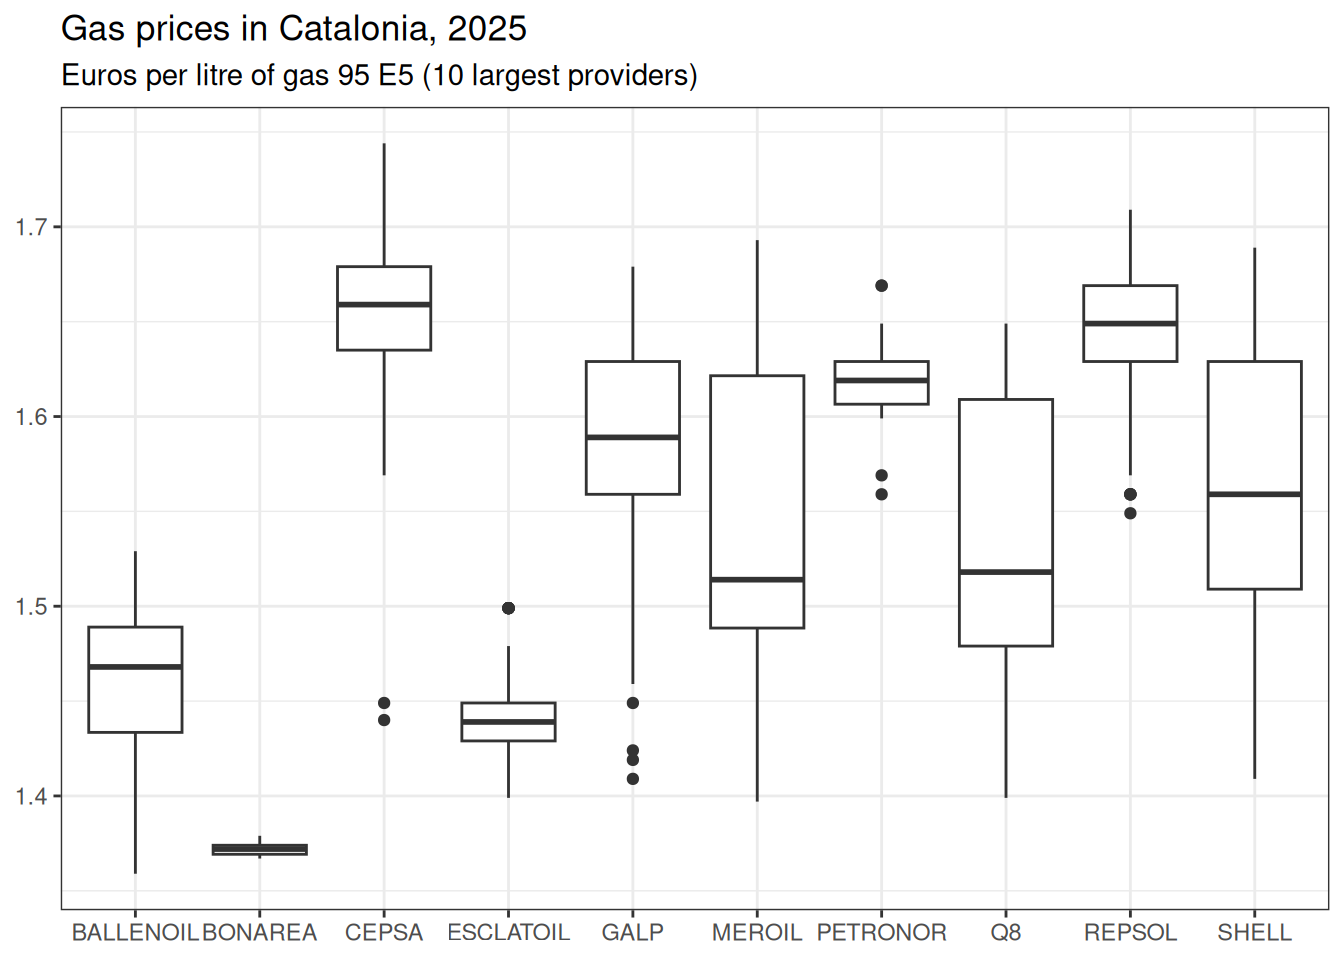 Gas prices in Catalonia, 2025
Euros per litre of gas 95 E5 (10 largest providers)
1.7
1.6
1.5
1.4
BALLENOIL BONAREA CEPSA ESCLATOIL GALP MEROIL PETRONOR Q8 REPSOL SHELL